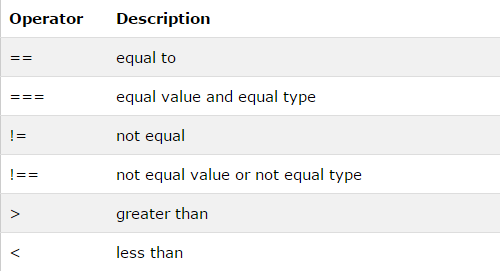 Operator Description
== equal to
=== equal value and equal type
!= not equal
!== not equal value or not equal type
> greater than
< less than